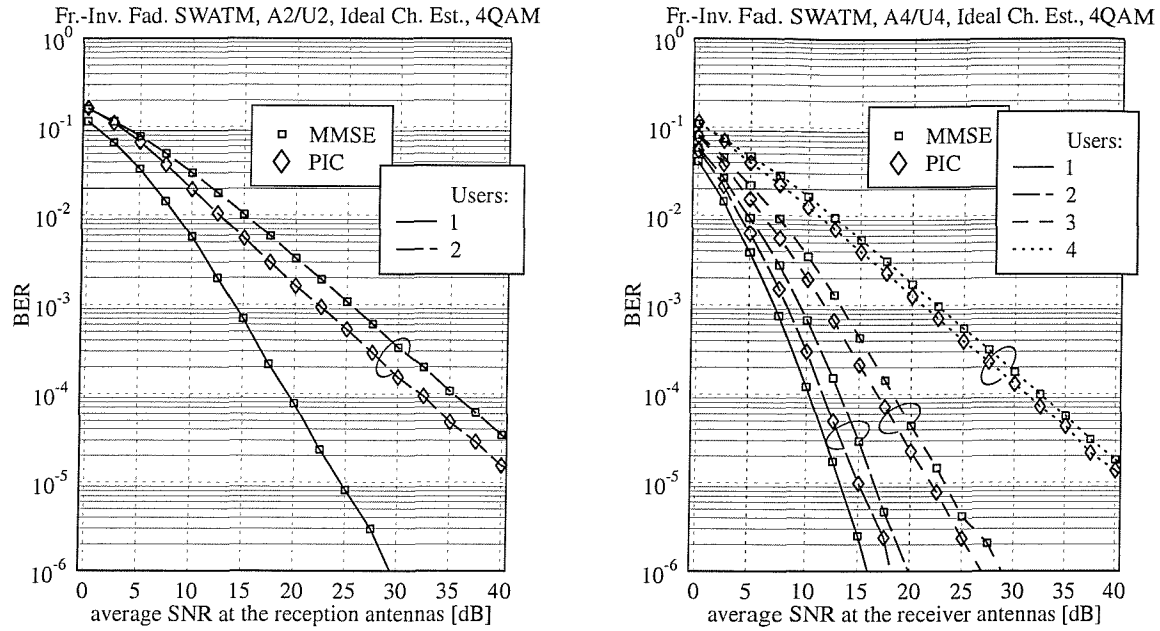 Fr.-Inv. Fad. SWATM, A2/U2, Ideal Ch. Est., 4QAM
10^0
10^-1
10^-2
10^-3
10^-4
10^-5
10^-6
BER
MMSE
PIC
Users:
1
2
0 5 10 15 20 25 30 35 40
average SNR at the reception antennas [dB]
Fr.-Inv. Fad. SWATM, A4/U4, Ideal Ch. Est., 4QAM
10^0
10^-1
10^-2
10^-3
10^-4
10^-5
10^-6
BER
MMSE
PIC
Users:
1
2
3
4
0 5 10 15 20 25 30 35 40
average SNR at the receiver antennas [dB]